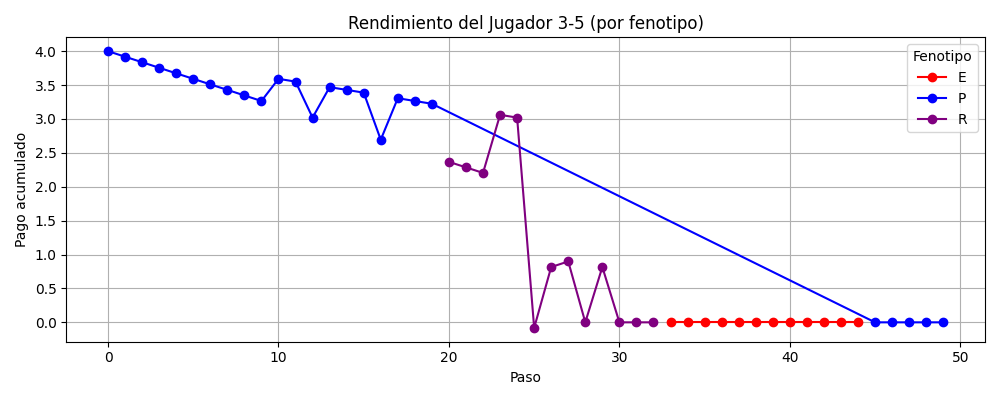 Rendimiento del Jugador 3-5 (por fenotipo)
Pago acumulado
4.0
3.5
3.0
2.5
2.0
1.5
1.0
0.5
0.0
0 10 20 30 40 50
Paso
Fenotipo
E
P
R